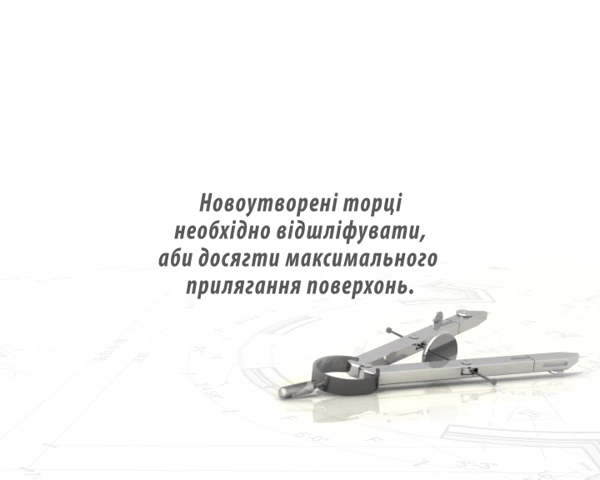 Новоутворені торці
необхідно відшліфувати,
аби досягти максимального
прилягання поверхонь.